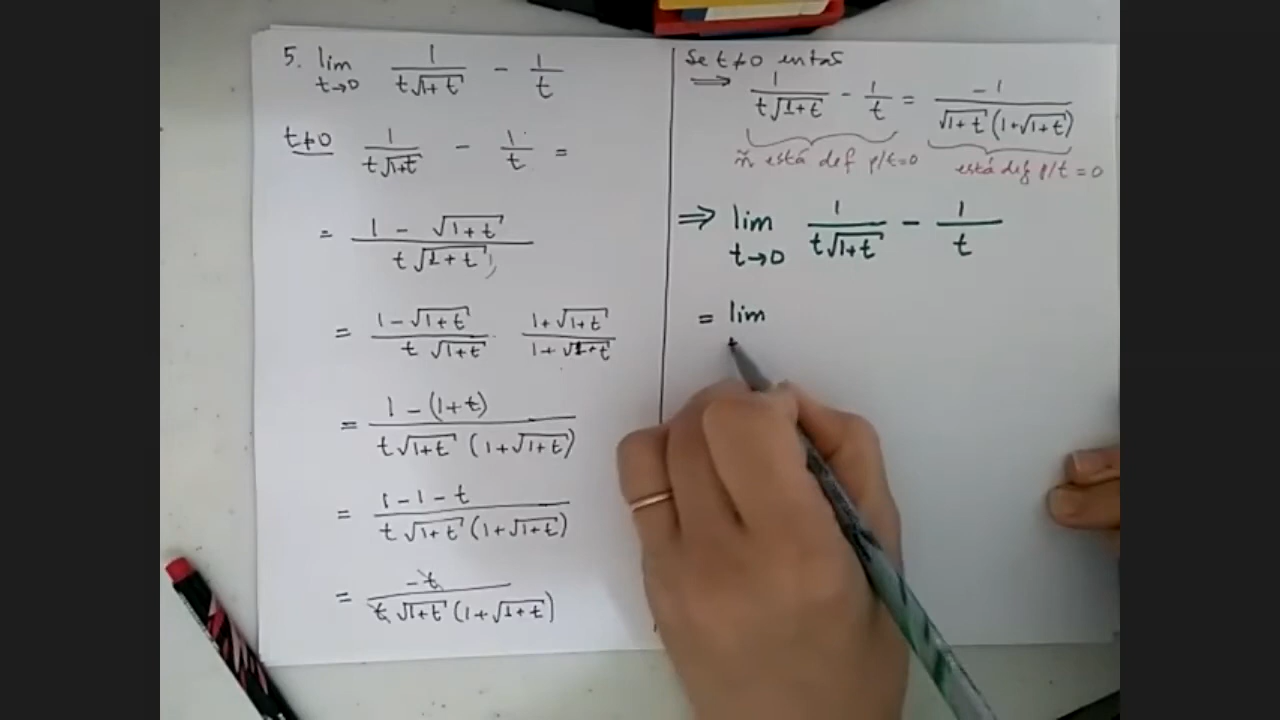 5. lim t→0 1/(t√(1+t)) − 1/t
t≠0 1/(t√(1+t)) − 1/t =
= (1 − √(1+t))/(t√(1+t))
= (1−√(1+t))/(t √(1+t)) · (1+√(1+t))/(1+√(1+t))
= (1 − (1+t))/(t√(1+t) (1+√(1+t)))
= (1−1−t)/(t√(1+t) (1+√(1+t)))
= −t/(t√(1+t) (1+√(1+t)))
Se t≠0 então
⇒ 1/(t√(1+t)) − 1/t = −1/(√(1+t) (1+√(1+t)))
ñ está def p/t=0 está def p/t=0
⇒ lim t→0 1/(t√(1+t)) − 1/t
= lim t